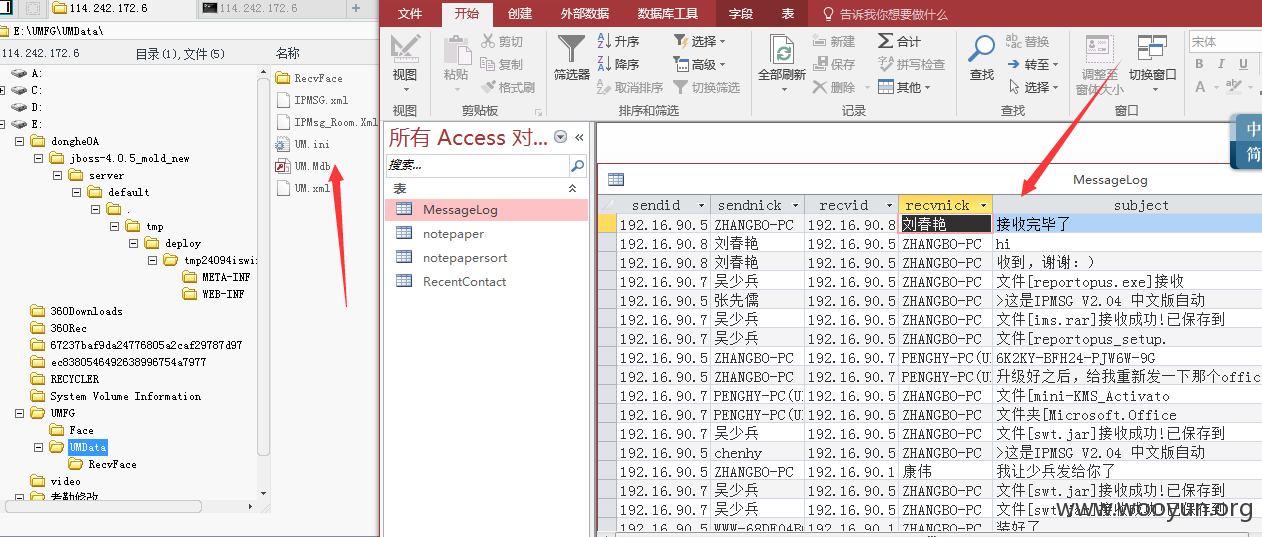 114.242.172.6
114.242.172.6
+
E:\UMFG\UMData\
114.242.172.6
目录(1),文件(5)
名称
A:
C:
D:
E:
dongheOA
jboss-4.0.5_mold_new
server
default
.
tmp
deploy
tmp24094iswi
META-INF
WEB-INF
360Downloads
360Rec
67237baf9da24776805a2caf29787d97
ec8380546492638996754a7977
RECYCLER
System Volume Information
UMFG
Face
UMData
RecvFace
video
考勤修改
RecvFace
IPMSG.xml
IPMsg_Room.Xml
UM.ini
UM.Mdb
UM.xml
文件 开始 创建 外部数据 数据库工具 字段 表 告诉我你想要做什么
视图
粘贴
剪切
复制
格式刷
筛选器
升序
降序
取消排序
选择
高级
切换筛选
全部刷新
新建
保存
删除
合计
拼写检查
其他
查找
替换
转至
选择
调整至
窗体大小
切换窗口
宋体
B I U
A
视图 剪贴板 排序和筛选 记录 查找 窗口
中
简
所有 Access 对... «
搜索...
表
MessageLog
notepaper
notepapersort
RecentContact
MessageLog
sendid sendnick recvid recvnick subject
192.16.90.5 ZHANGBO-PC 192.16.90.8 刘春艳 接收完毕了
192.16.90.8 刘春艳 192.16.90.5 ZHANGBO-PC hi
192.16.90.8 刘春艳 192.16.90.5 ZHANGBO-PC 收到，谢谢：）
192.16.90.7 吴少兵 192.16.90.5 ZHANGBO-PC 文件[reportopus.exe]接收
192.16.90.5 张先儒 192.16.90.5 ZHANGBO-PC >这是IPMSG V2.04 中文版自动
192.16.90.7 吴少兵 192.16.90.5 ZHANGBO-PC 文件[ims.rar]接收成功!已保存到
192.16.90.7 吴少兵 192.16.90.5 ZHANGBO-PC 文件[reportopus_setup.
192.16.90.5 ZHANGBO-PC 192.16.90.7 PENGHY-PC(U 6K2KY-BFH24-PJW6W-9G
192.16.90.5 ZHANGBO-PC 192.16.90.7 PENGHY-PC(U 升级好之后，给我重新发一下那个offic
192.16.90.7 PENGHY-PC(U 192.16.90.5 ZHANGBO-PC 文件[mini-KMS_Activato
192.16.90.7 PENGHY-PC(U 192.16.90.5 ZHANGBO-PC 文件夹[Microsoft.Office
192.16.90.7 吴少兵 192.16.90.5 ZHANGBO-PC 文件[swt.jar]接收成功!已保存到
192.16.90.5 chenhy 192.16.90.5 ZHANGBO-PC >这是IPMSG V2.04 中文版自动
192.16.90.5 ZHANGBO-PC 192.16.90.1 康伟 我让少兵发给你了
192.16.90.7 吴少兵 192.16.90.5 ZHANGBO-PC 文件[swt.jar]接收成功!已保存到
192.16.90.7 吴少兵 192.16.90.5 ZHANGBO-PC 文件[sw
192.16.90.5 192.16.90.1 ZHANGBO-PC 装好了
www.wooyun.org